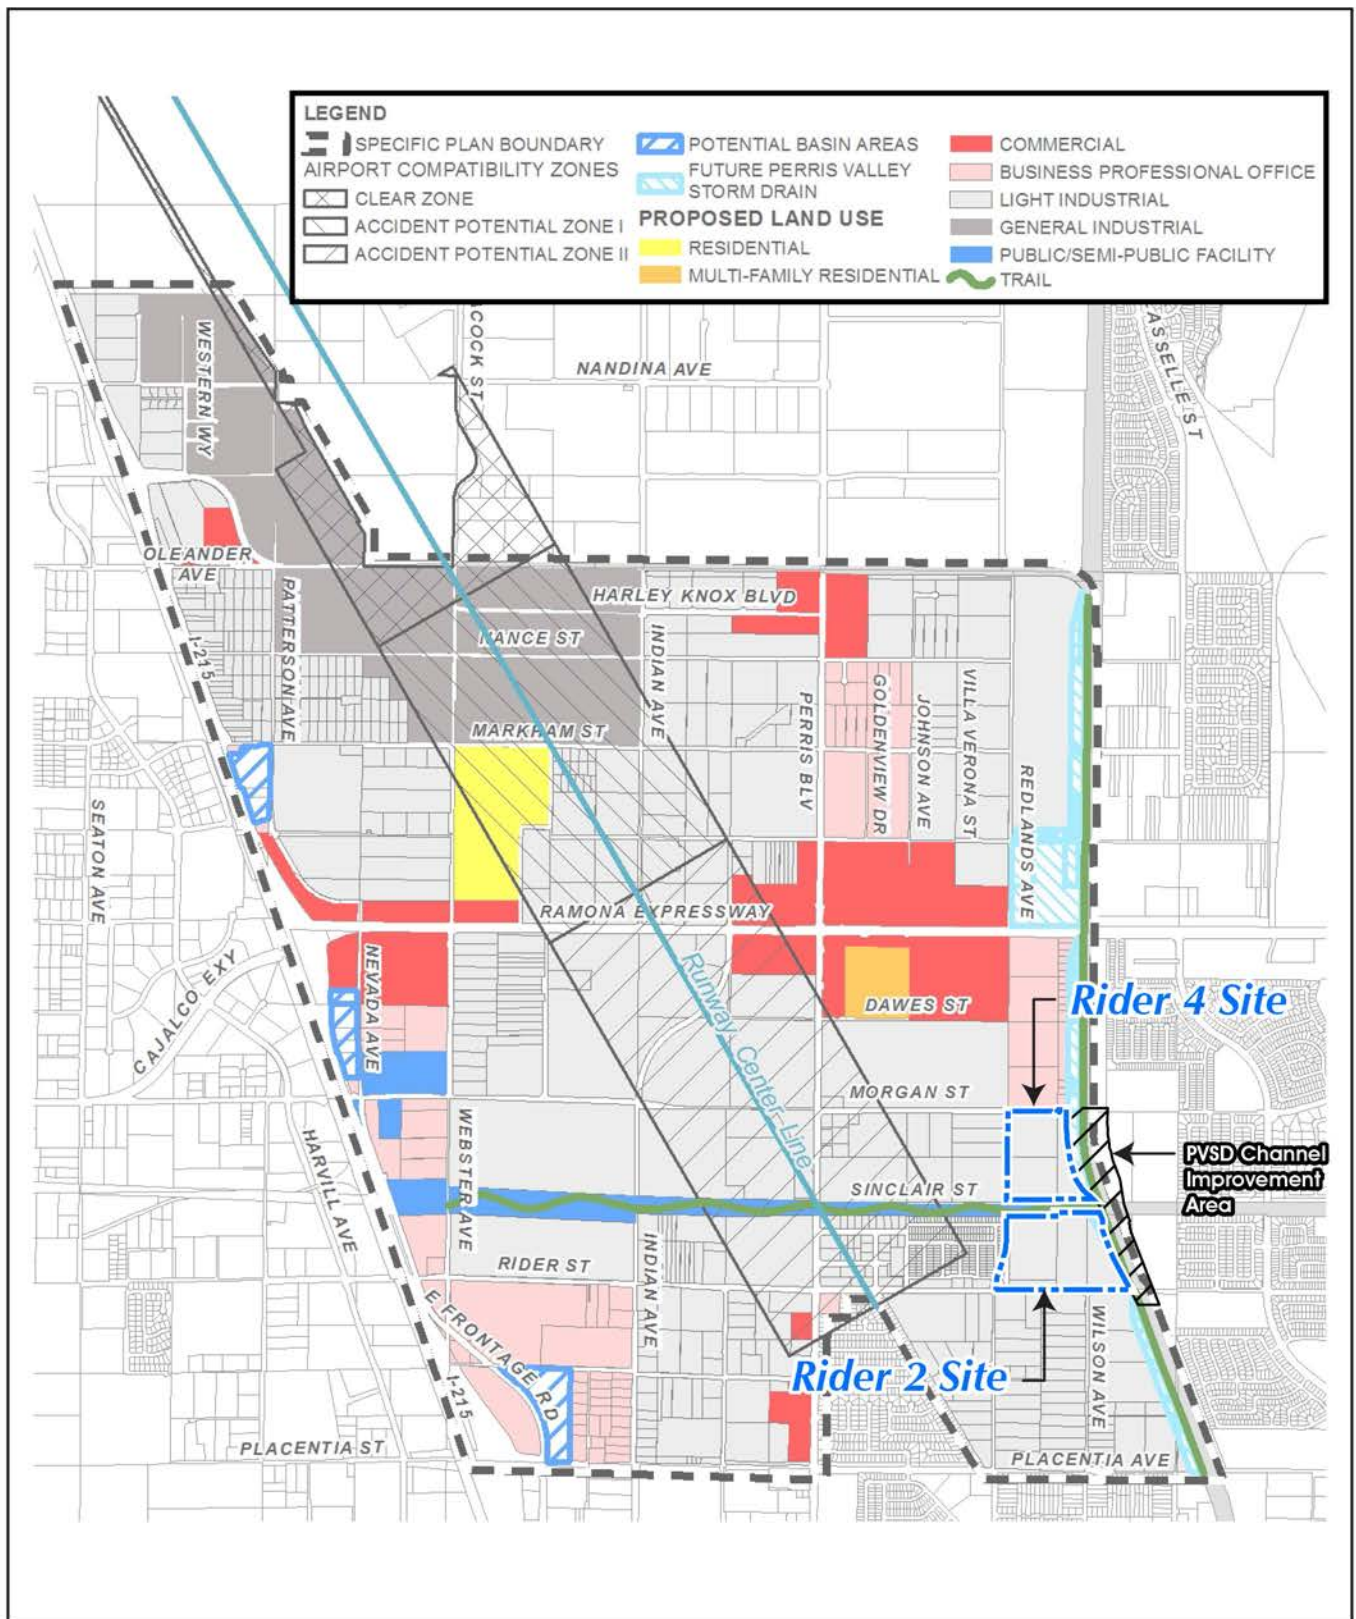 LEGEND
SPECIFIC PLAN BOUNDARY
AIRPORT COMPATIBILITY ZONES
CLEAR ZONE
ACCIDENT POTENTIAL ZONE I
ACCIDENT POTENTIAL ZONE II
POTENTIAL BASIN AREAS
FUTURE PERRIS VALLEY
STORM DRAIN
PROPOSED LAND USE
RESIDENTIAL
MULTI-FAMILY RESIDENTIAL
COMMERCIAL
BUSINESS PROFESSIONAL OFFICE
LIGHT INDUSTRIAL
GENERAL INDUSTRIAL
PUBLIC/SEMI-PUBLIC FACILITY
TRAIL
WESTERN WY
ACOCK ST
NANDINA AVE
ASSELLE ST
OLEANDER
AVE
PATTERSON AVE
I-215
HARLEY KNOX BLVD
NANCE ST
INDIAN AVE
MARKHAM ST
PERRIS BLV
GOLDENVIEW DR
JOHNSON AVE
VILLA VERONA ST
REDLANDS AVE
SEATON AVE
RAMONA EXPRESSWAY
CAJALCO EXY
NEVADA AVE
Runway Center Line
DAWES ST
Rider 4 Site
MORGAN ST
HARVILL AVE
WEBSTER AVE
SINCLAIR ST
PVSD Channel
Improvement
Area
RIDER ST
INDIAN AVE
E FRONTAGE RD
I-215
Rider 2 Site
WILSON AVE
PLACENTIA ST
PLACENTIA AVE